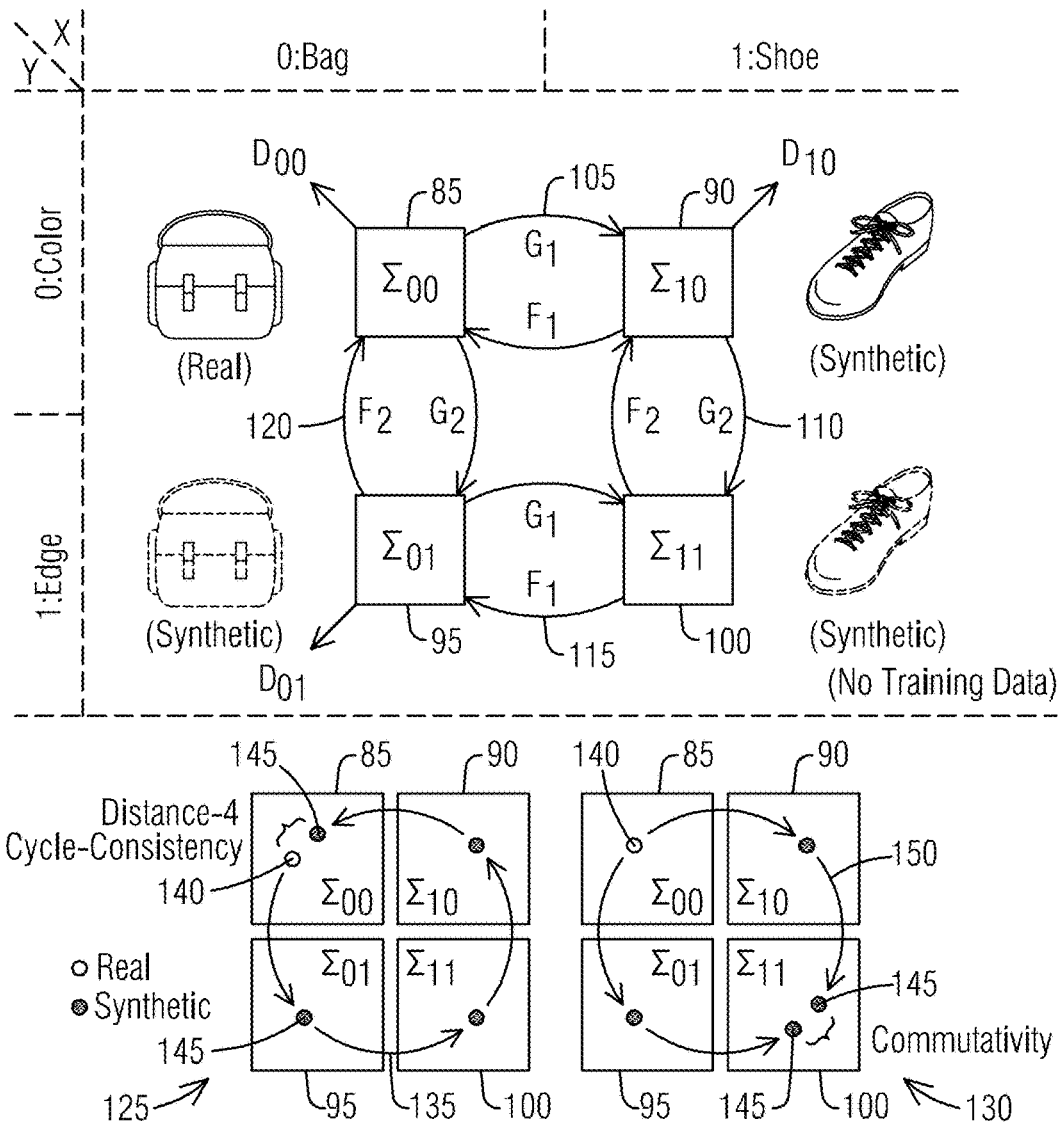 X
Y
0:Bag
1:Shoe
0:Color
1:Edge
D00
85
105
90
D10
Σ00
G1
F1
Σ10
(Real)
(Synthetic)
120
F2
G2
F2
G2
110
Σ01
G1
F1
Σ11
(Synthetic)
95
115
100
(Synthetic)
D01
(No Training Data)
145
85
90
140
85
90
Distance-4
Cycle-Consistency
140
150
Σ00
Σ10
Σ00
Σ10
Real
Synthetic
Σ01
Σ11
Σ01
Σ11
145
145
Commutativity
125
95
135
100
95
145
100
130